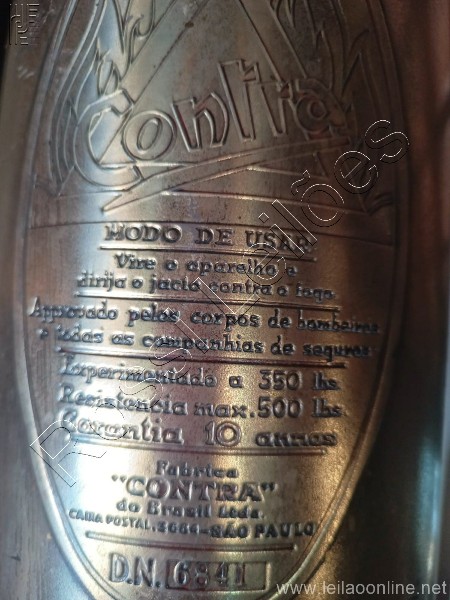 Contra
MODO DE USAR
Vire o aparelho e
dirija o jacto contra o fogo.
Approvado pelos corpos de bombeiros
e todas as companhias de seguros
Experimentado a 350 lbs.
Resistencia max. 500 lbs.
Garantia 10 annos
Fabrica
"CONTRA"
do Brasil Ltda.
CAIXA POSTAL, 3666-SÃO PAULO
D.N. 6841
http://www.leilaoonline.net